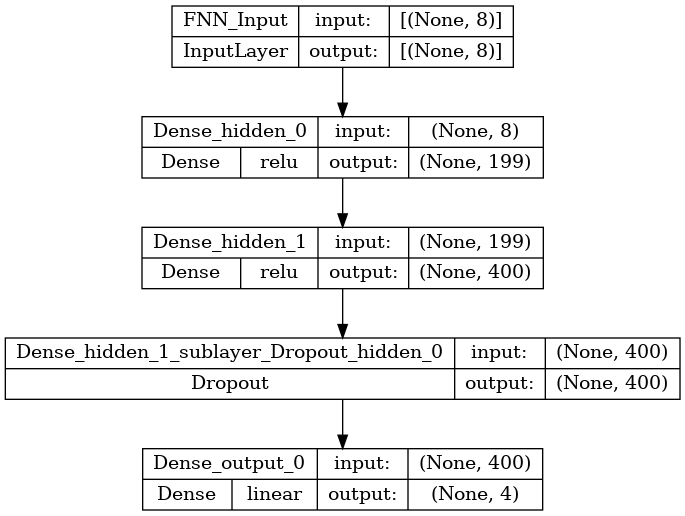 FNN_Input input: [(None, 8)]
InputLayer output: [(None, 8)]
Dense_hidden_0 input: (None, 8)
Dense relu output: (None, 199)
Dense_hidden_1 input: (None, 199)
Dense relu output: (None, 400)
Dense_hidden_1_sublayer_Dropout_hidden_0 input: (None, 400)
Dropout output: (None, 400)
Dense_output_0 input: (None, 400)
Dense linear output: (None, 4)